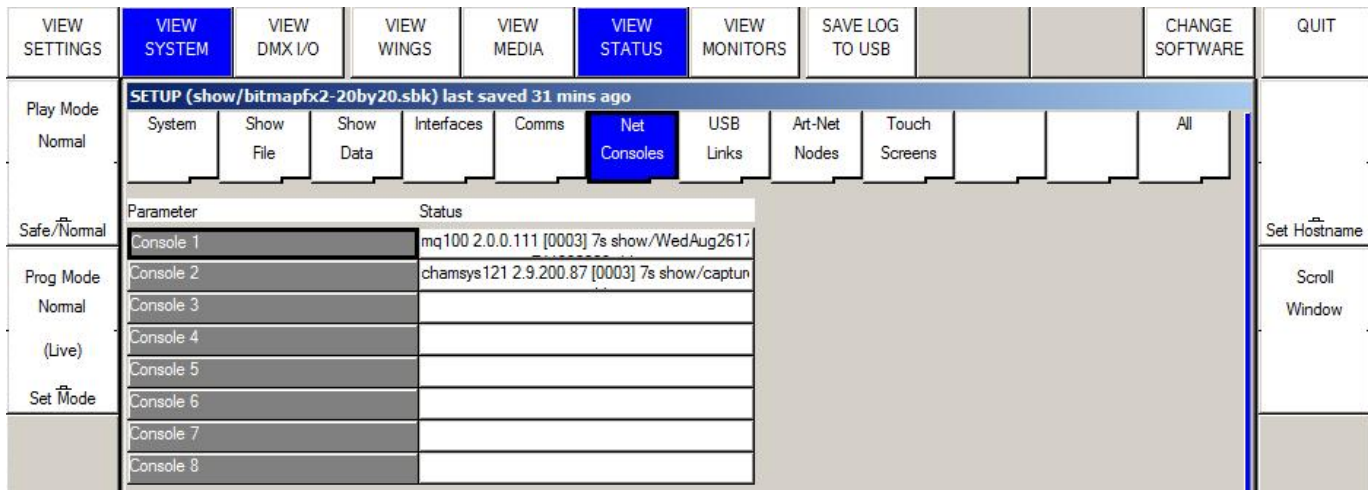 VIEW SETTINGS
VIEW SYSTEM
VIEW DMX I/O
VIEW WINGS
VIEW MEDIA
VIEW STATUS
VIEW MONITORS
SAVE LOG TO USB
CHANGE SOFTWARE
QUIT
Play Mode
Normal
Safe/Normal
Prog Mode
Normal
(Live)
Set Mode
SETUP (show/bitmapfx2-20by20.sbk) last saved 31 mins ago
System
Show File
Show Data
Interfaces
Comms
Net Consoles
USB Links
Art-Net Nodes
Touch Screens
All
Parameter Status
Console 1 mq100 2.0.0.111 [0003] 7s show/WedAug2617
Console 2 chamsys121 2.9.200.87 [0003] 7s show/captur
Console 3
Console 4
Console 5
Console 6
Console 7
Console 8
Set Hostname
Scroll
Window